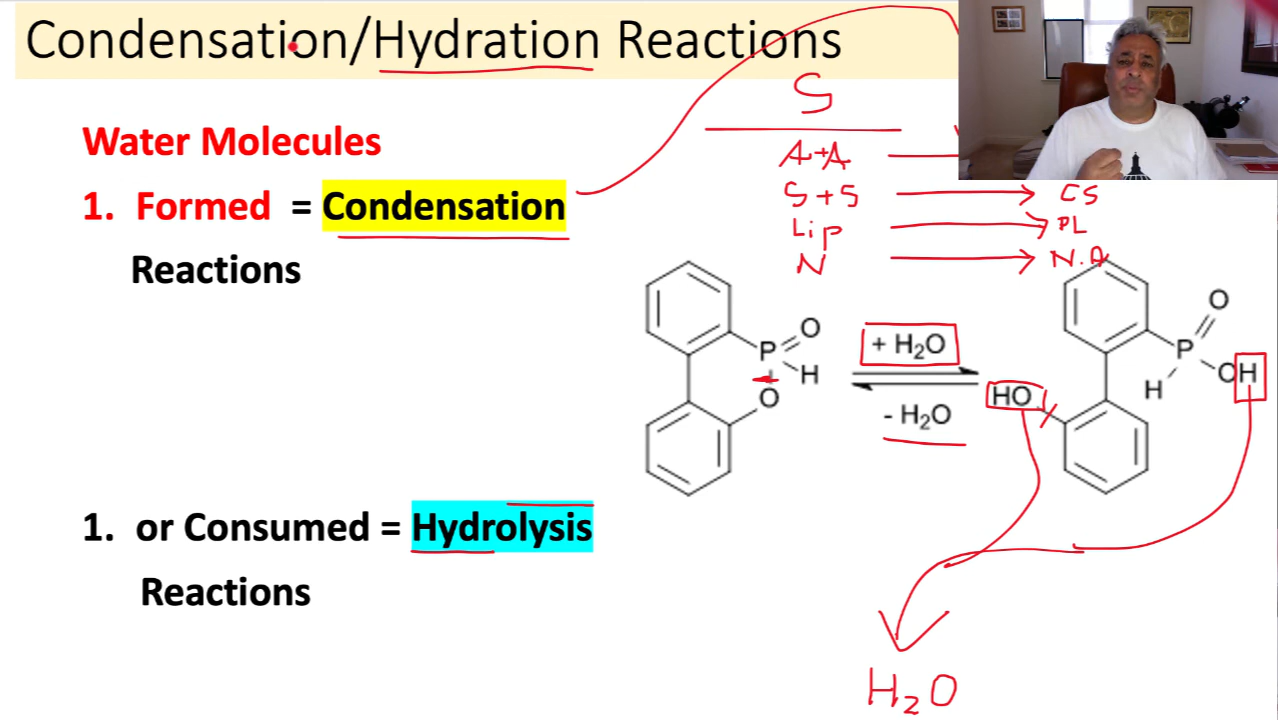 Condensation/Hydration Reactions
Water Molecules
1. Formed = Condensation
Reactions
1. or Consumed = Hydrolysis
Reactions
S
A+A
S+S CS
Lip PL
N N.A
P O
H
O
+ H₂O
- H₂O
O
P
H OH
HO
H₂O